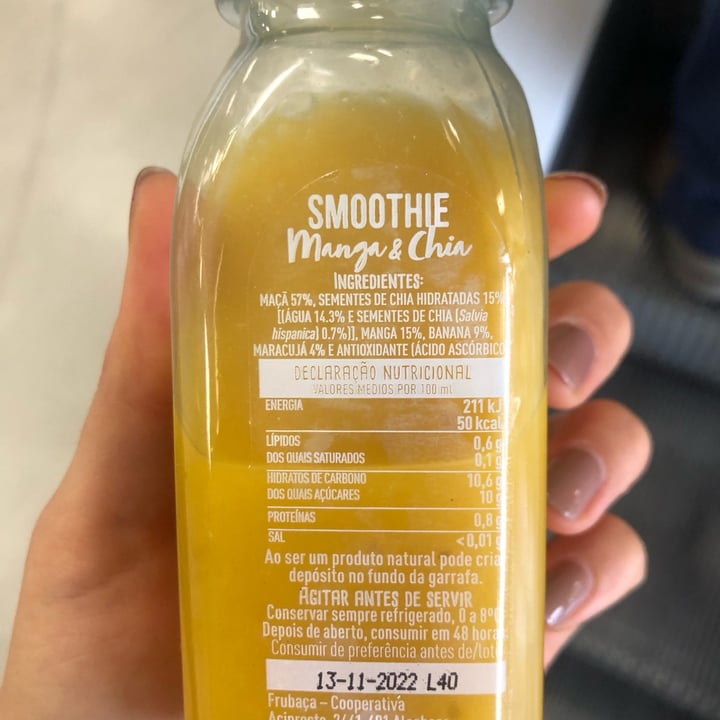 SMOOTHIE
Manga & Chia
INGREDIENTES:
MAÇÃ 57%, SEMENTES DE CHIA HIDRATADAS 15%
[(ÁGUA 14.3% E SEMENTES DE CHIA (Salvia
hispanica) 0.7%)], MANGA 15%, BANANA 9%,
MARACUJÁ 4% E ANTIOXIDANTE (ÁCIDO ASCÓRBICO
DECLARAÇÃO NUTRICIONAL
VALORES MEDIOS POR 100 ml
ENERGIA 211 kJ
50 kcal
LÍPIDOS 0,6 g
DOS QUAIS SATURADOS 0,1 g
HIDRATOS DE CARBONO 10,6 g
DOS QUAIS AÇÚCARES 10 g
PROTEÍNAS 0,8 g
SAL <0,01 g
Ao ser um produto natural pode cria
depósito no fundo da garrafa.
AGITAR ANTES DE SERVIR
Conservar sempre refrigerado, 0 a 8º
Depois de aberto, consumir em 48 hora
Consumir de preferência antes de/lote
13-11-2022 L40
Frubaça – Cooperativa